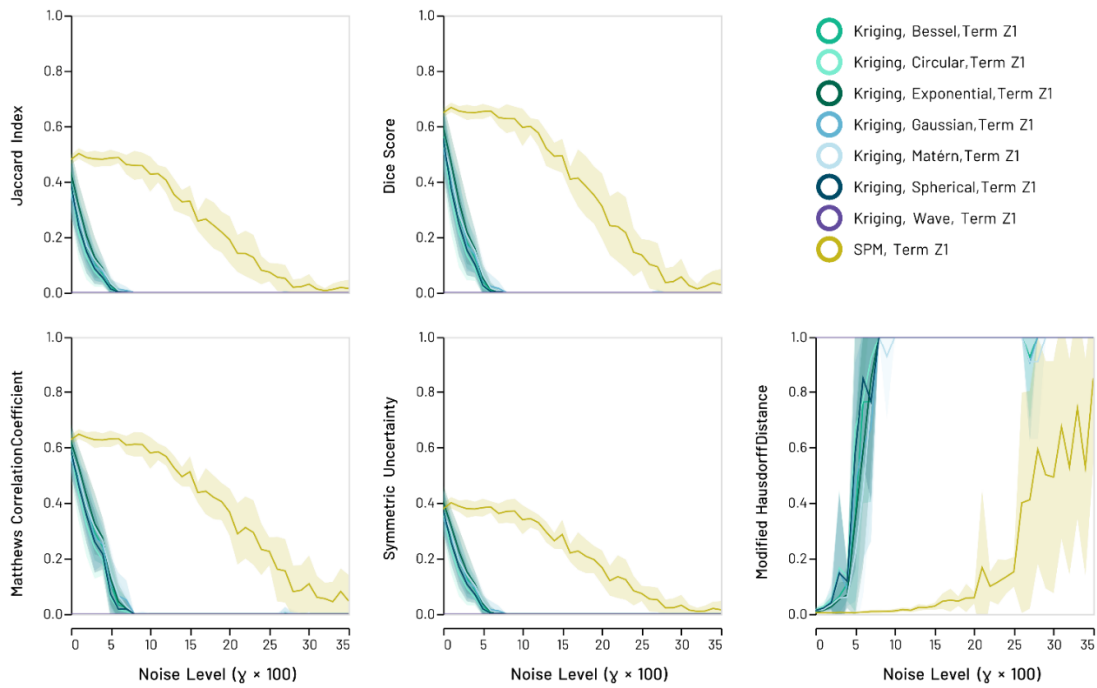 1.0
0.8
0.6
0.4
0.2
0.0
Jaccard Index
1.0
0.8
0.6
0.4
0.2
0.0
Dice Score
Kriging, Bessel,Term Z1
Kriging, Circular,Term Z1
Kriging, Exponential,Term Z1
Kriging, Gaussian,Term Z1
Kriging, Matérn,Term Z1
Kriging, Spherical,Term Z1
Kriging, Wave, Term Z1
SPM, Term Z1
1.0
0.8
0.6
0.4
0.2
0.0
Matthews CorrelationCoefficient
0 5 10 15 20 25 30 35
Noise Level (ɣ × 100)
1.0
0.8
0.6
0.4
0.2
0.0
Symmetric Uncertainty
0 5 10 15 20 25 30 35
Noise Level (ɣ × 100)
1.0
0.8
0.6
0.4
0.2
0.0
Modified HausdorffDistance
0 5 10 15 20 25 30 35
Noise Level (ɣ × 100)